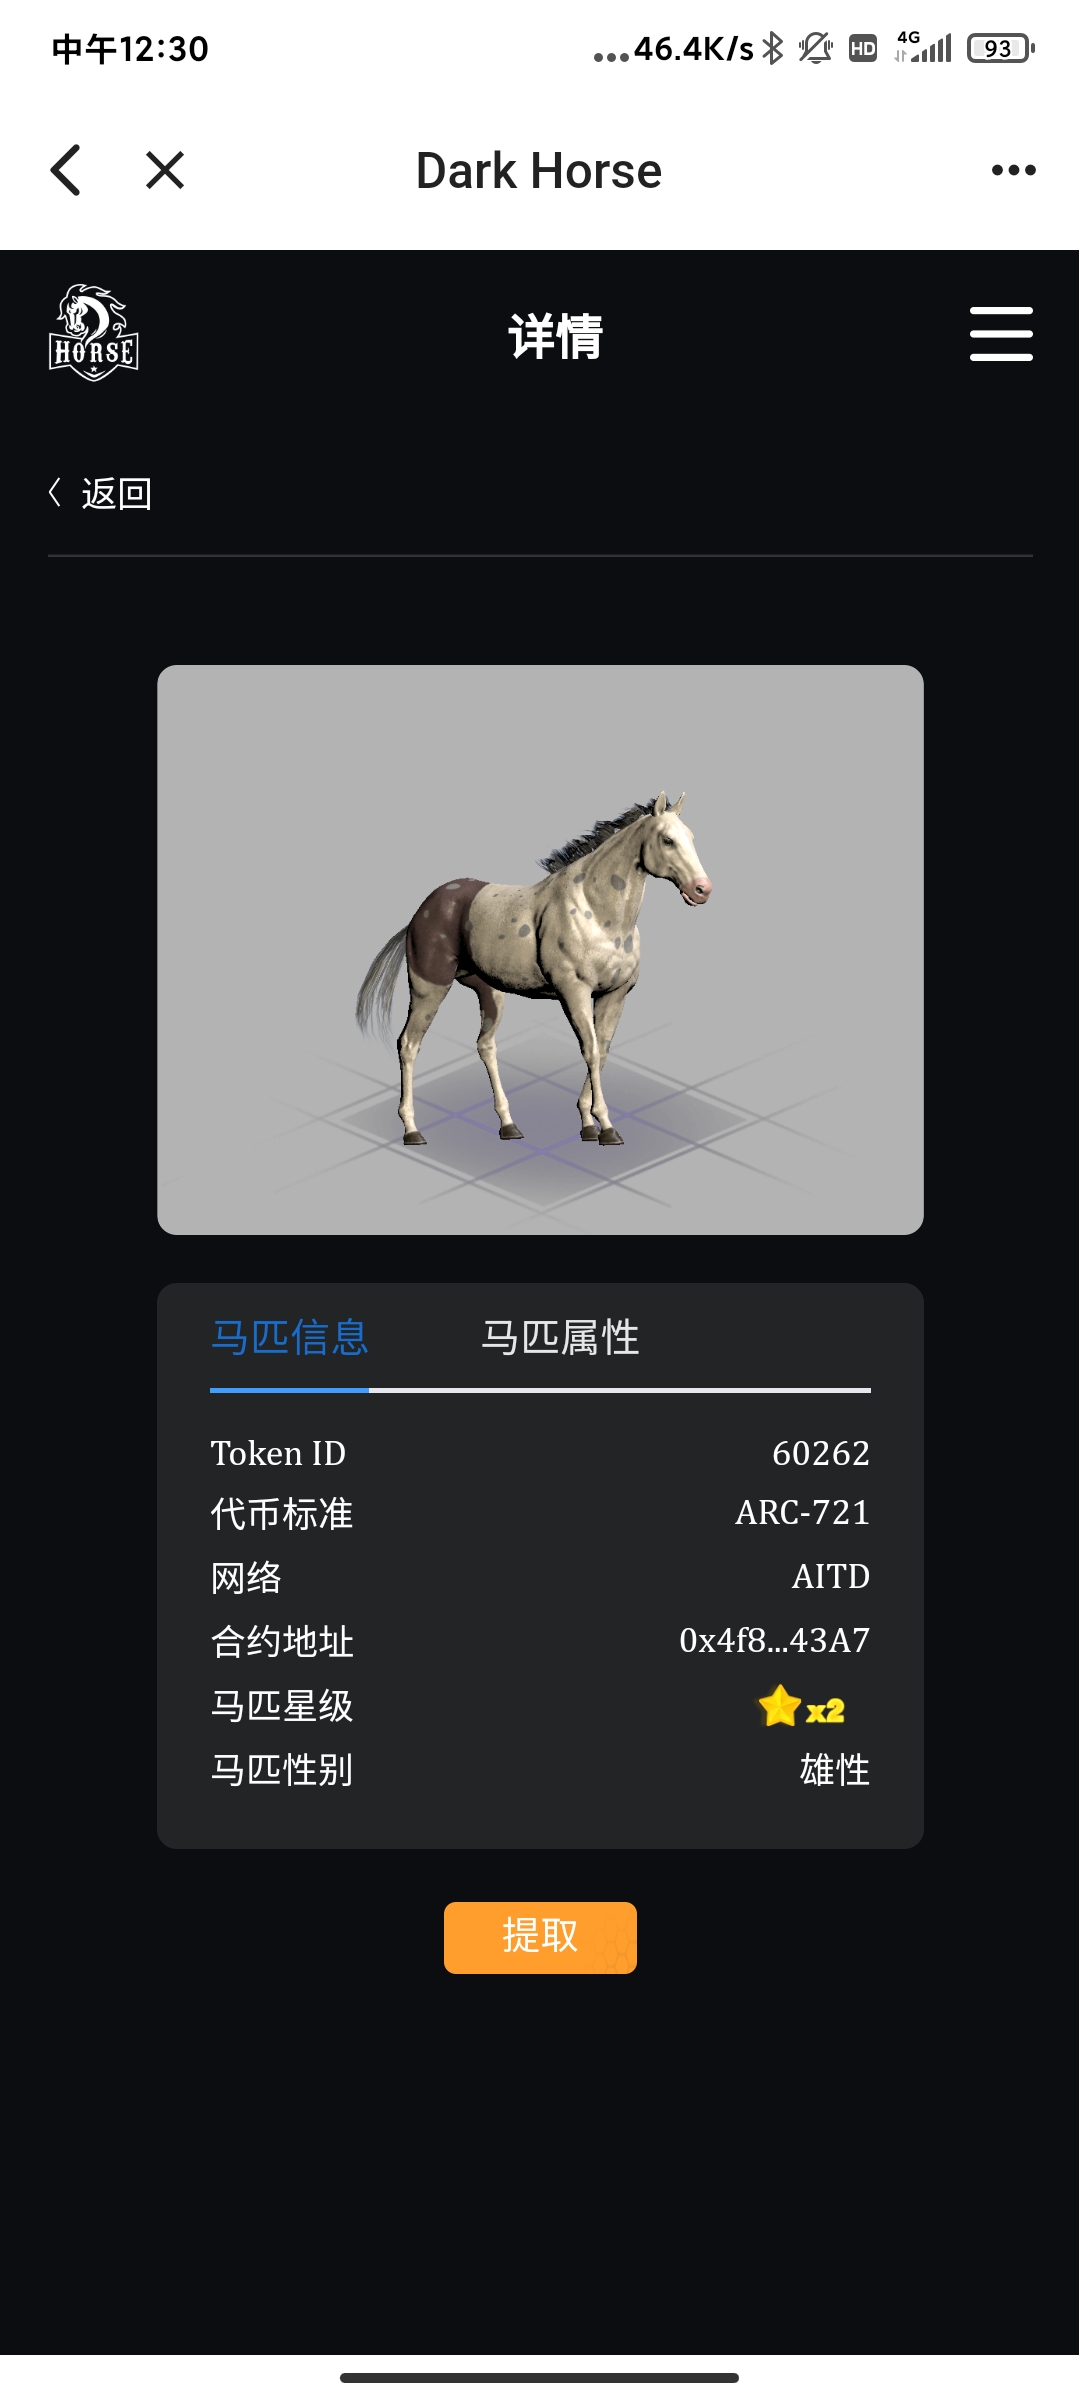 中午12:30
...46.4K/s
HD
4G
93
Dark Horse
HORSE
详情
返回
马匹信息 马匹属性
Token ID 60262
代币标准 ARC-721
网络 AITD
合约地址 0x4f8...43A7
马匹星级 x2
马匹性别 雄性
提取